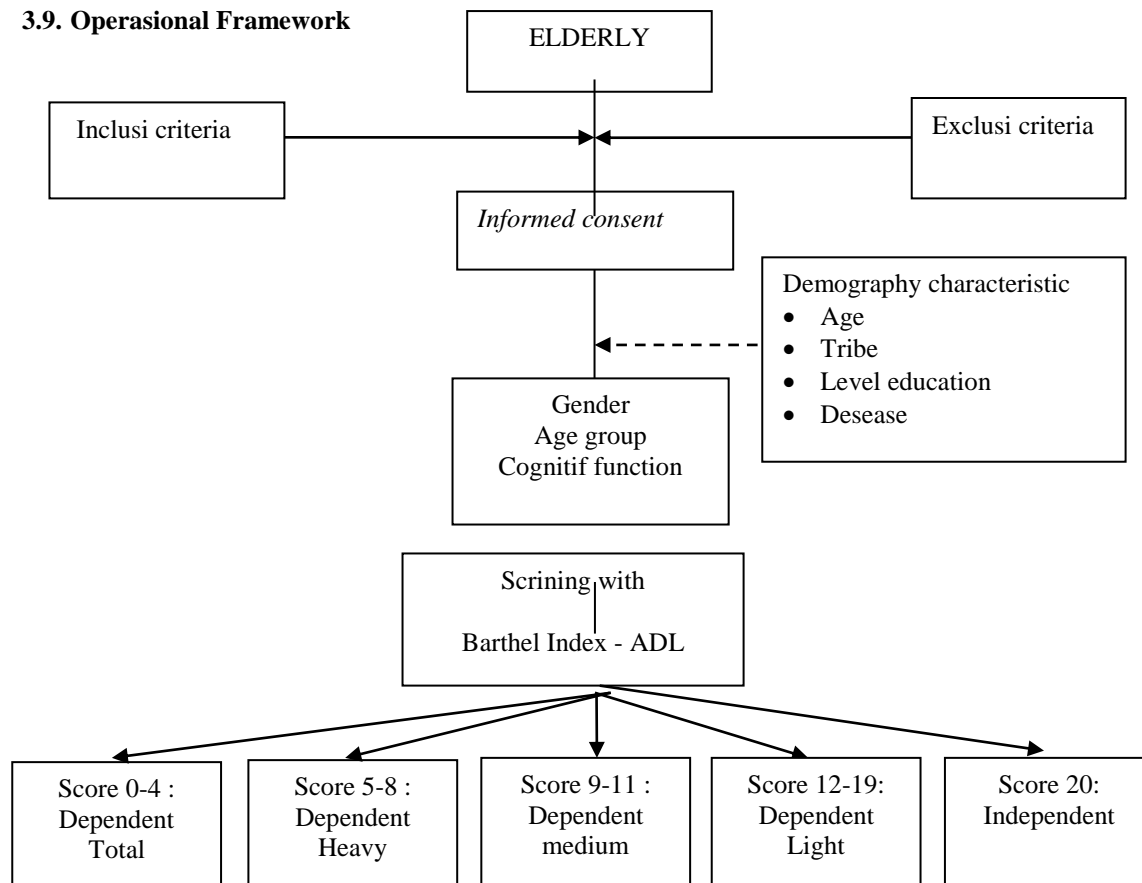 3.9. Operasional Framework
ELDERLY
Inclusi criteria
Exclusi criteria
Informed consent
Demography characteristic
• Age
• Tribe
• Level education
• Desease
Gender
Age group
Cognitif function
Scrining with
Barthel Index - ADL
Score 0-4 :
Dependent
Total
Score 5-8 :
Dependent
Heavy
Score 9-11 :
Dependent
medium
Score 12-19:
Dependent
Light
Score 20:
Independent